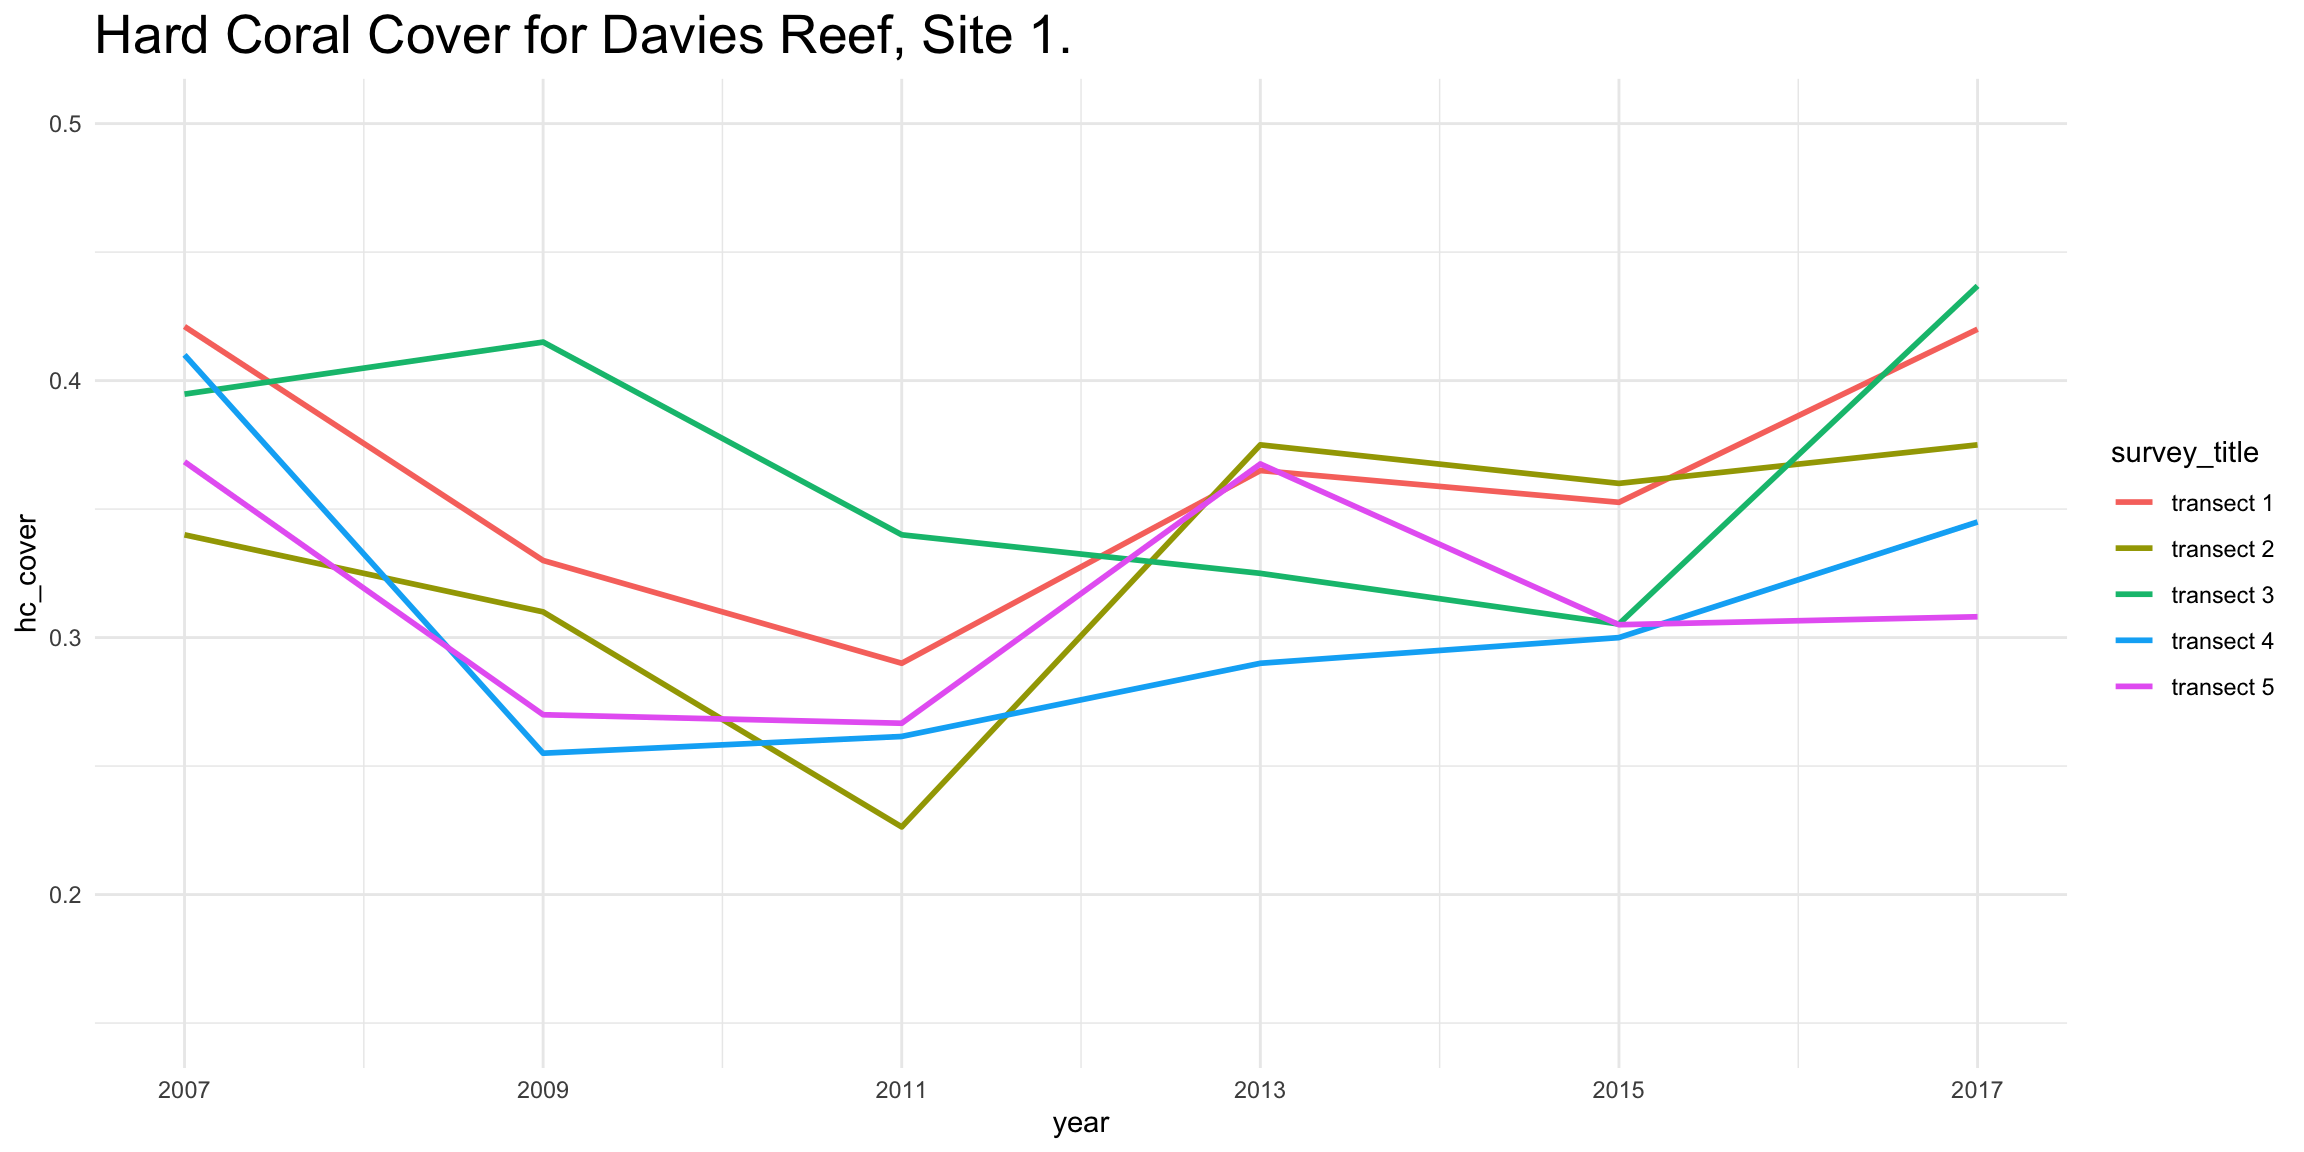 Hard Coral Cover for Davies Reef, Site 1.
0.5
0.4
0.3
0.2
hc_cover
2007 2009 2011 2013 2015 2017
year
survey_title
transect 1
transect 2
transect 3
transect 4
transect 5